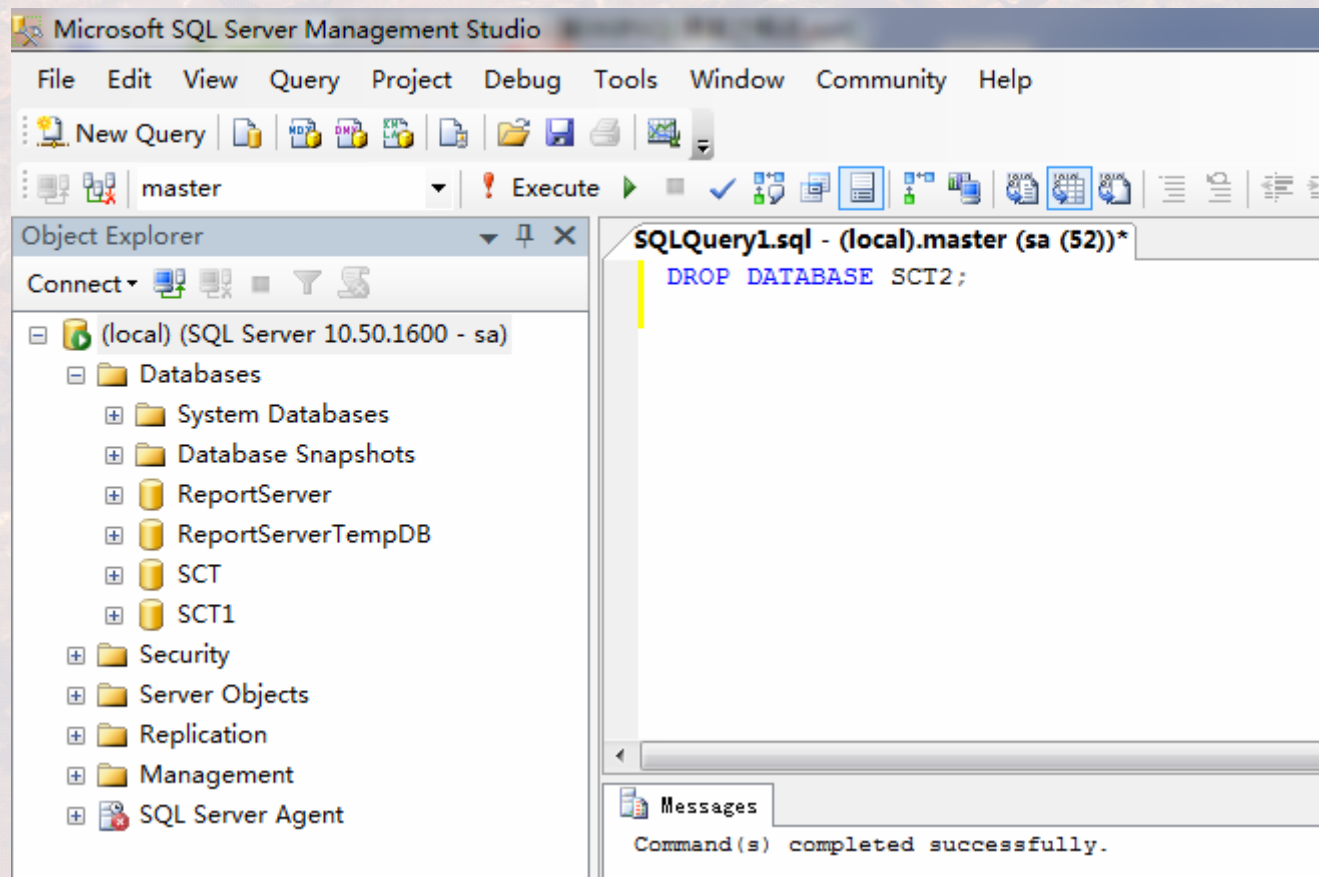 Microsoft SQL Server Management Studio
File Edit View Query Project Debug Tools Window Community Help
New Query
master Execute
Object Explorer
Connect
(local) (SQL Server 10.50.1600 - sa)
Databases
System Databases
Database Snapshots
ReportServer
ReportServerTempDB
SCT
SCT1
Security
Server Objects
Replication
Management
SQL Server Agent
SQLQuery1.sql - (local).master (sa (52))*
DROP DATABASE SCT2;
Messages
Command(s) completed successfully.